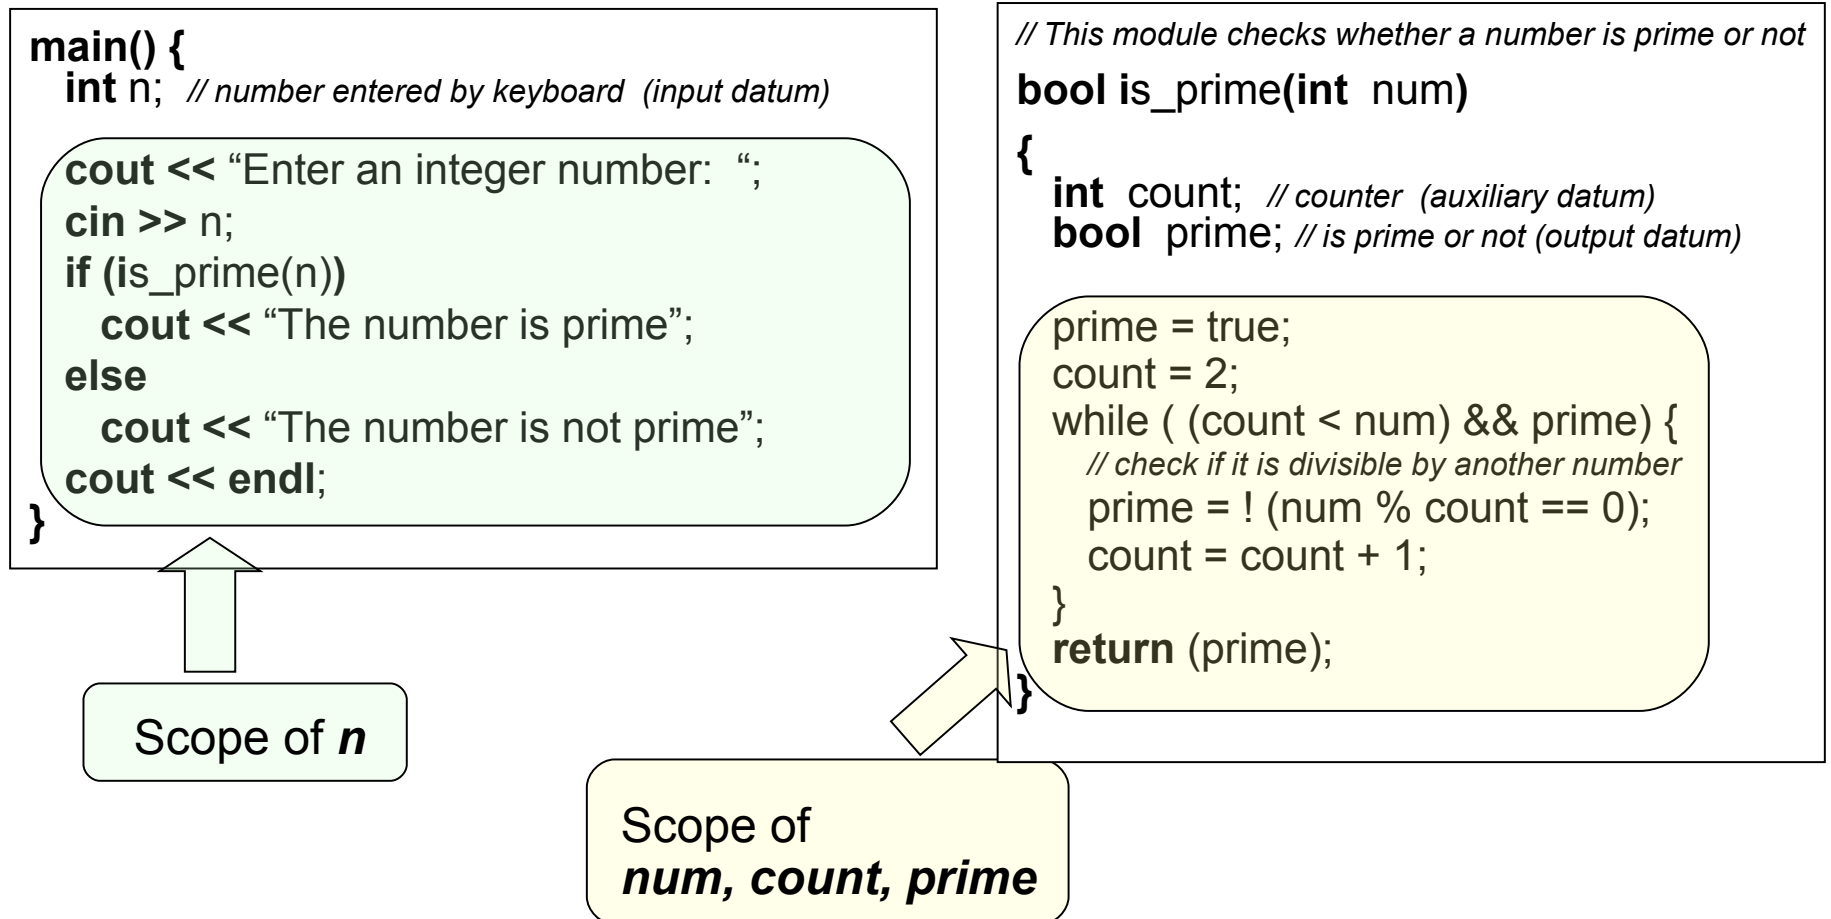 main() {
int n; // number entered by keyboard (input datum)
cout << “Enter an integer number: “;
cin >> n;
if (is_prime(n))
cout << “The number is prime”;
else
cout << “The number is not prime”;
cout << endl;
}
Scope of n
// This module checks whether a number is prime or not
bool is_prime(int num)
{
int count; // counter (auxiliary datum)
bool prime; // is prime or not (output datum)
prime = true;
count = 2;
while ( (count < num) && prime) {
// check if it is divisible by another number
prime = ! (num % count == 0);
count = count + 1;
}
return (prime);
}
Scope of
num, count, prime